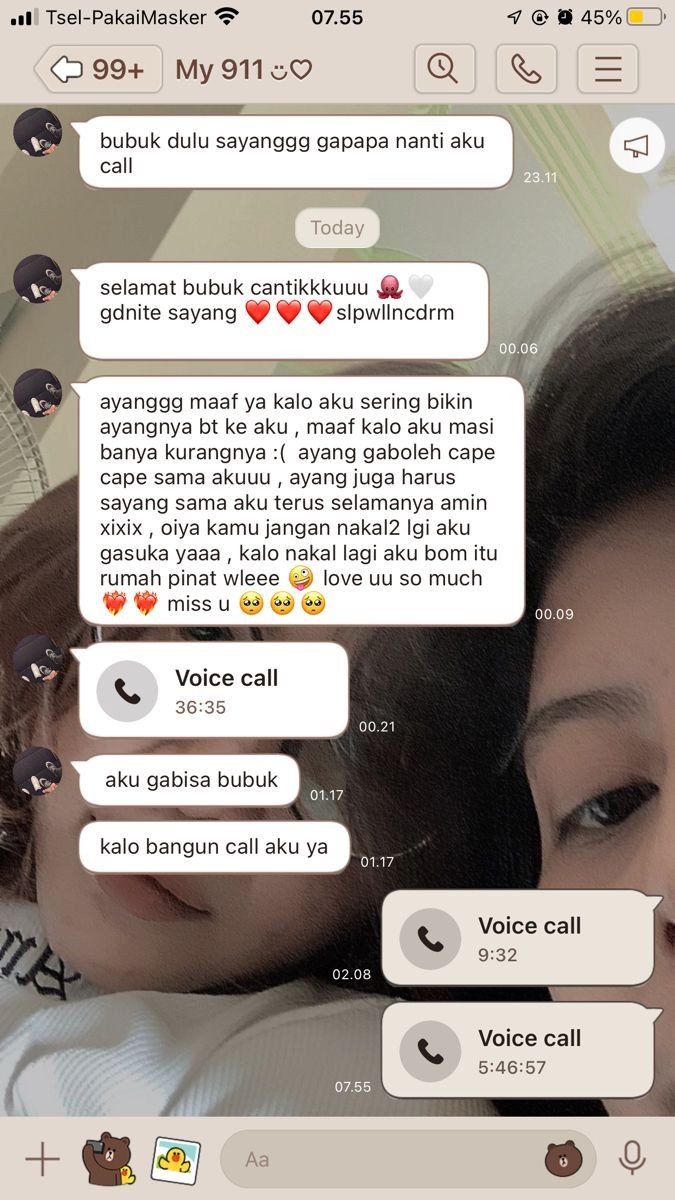 Tsel-PakaiMasker
07.55
45%
99+
My 911
bubuk dulu sayanggg gapapa nanti aku
call
23.11
Today
selamat bubuk cantikkkuuu 🐙🤍
gdnite sayang ❤️❤️❤️slpwllncdrm
00.06
ayanggg maaf ya kalo aku sering bikin
ayangnya bt ke aku , maaf kalo aku masi
banya kurangnya :(  ayang gaboleh cape
cape sama akuuu , ayang juga harus
sayang sama aku terus selamanya amin
xixix , oiya kamu jangan nakal2 lgi aku
gasuka yaaa , kalo nakal lagi aku bom itu
rumah pinat wleee 🤪 love uu so much
❤️‍🔥❤️‍🔥 miss u 🥺🥺🥺
00.09
Voice call
36:35
00.21
aku gabisa bubuk
01.17
kalo bangun call aku ya
01.17
Voice call
9:32
02.08
Voice call
5:46:57
07.55
Aa